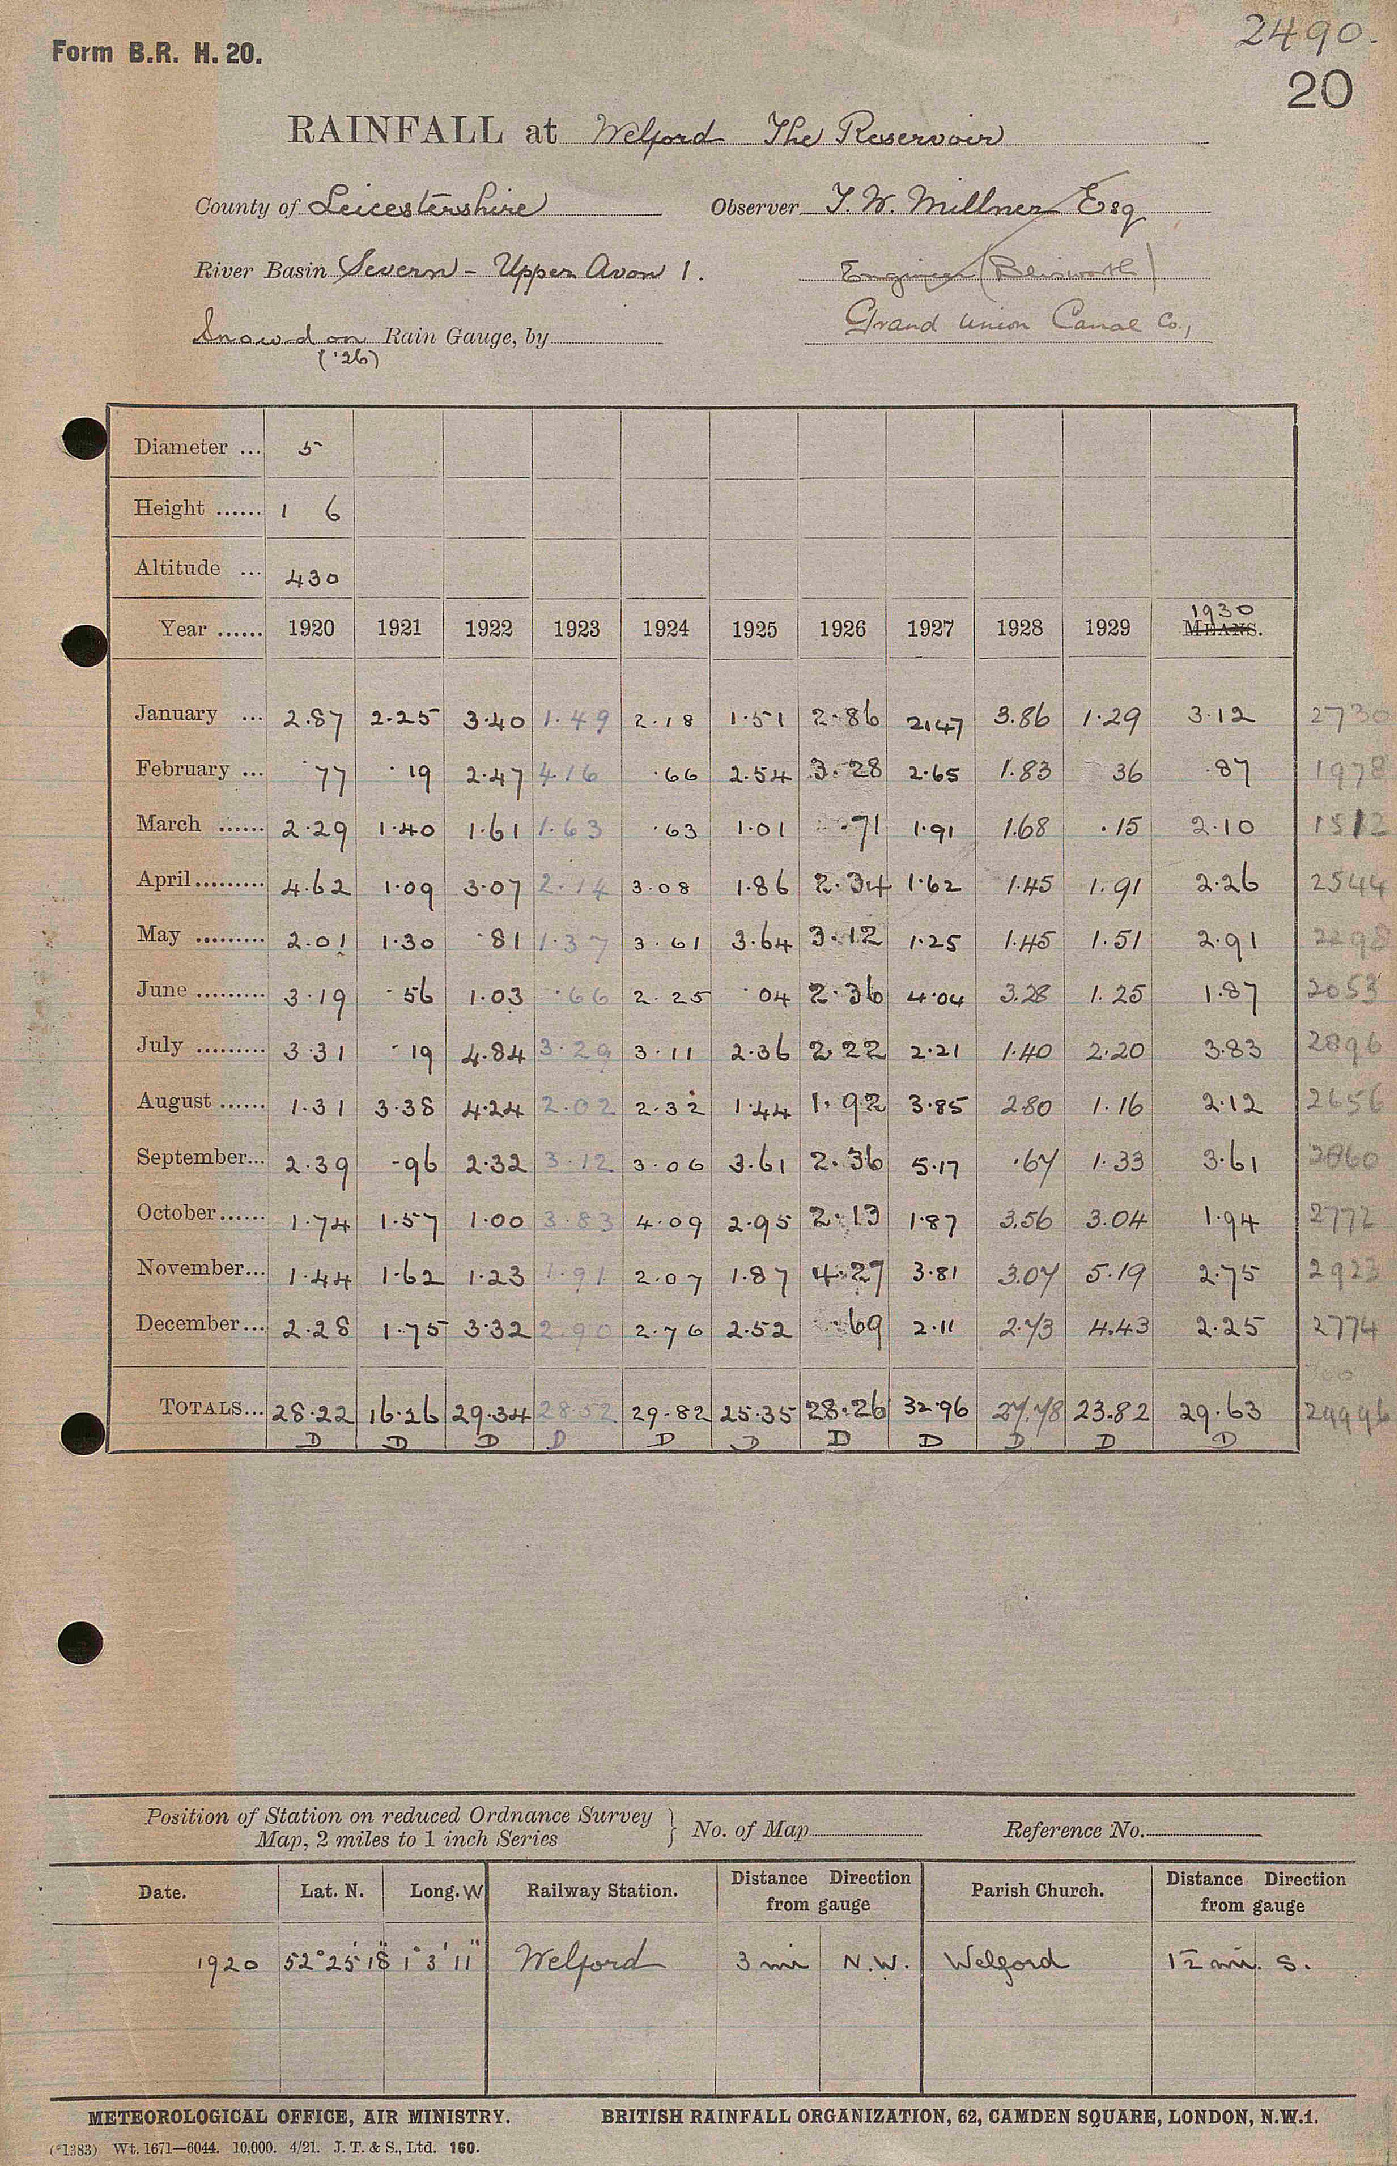 2490.
Form B.R. H. 20.
20
RAINFALL at Welford The Reservoir
County of Leicestershire Observer T. W. Millner Esq
River Basin Severn - Upper Avon 1. Engineer (Blisworth)
Snowdon Rain Gauge, by Grand Union Canal Co.,
('26)
Diameter ... 5
Height ...... 1 6
Altitude ... 430
1930
Year ...... 1920 1921 1922 1923 1924 1925 1926 1927 1928 1929 MEANS.
January ... 2.87 2.25 3.40 1.49 2.18 1.51 2.86 2.47 3.86 1.29 3.12 2730
February ... .77 .19 2.47 4.16 .66 2.54 3.28 2.65 1.83 36 .87 1978
March ...... 2.29 1.40 1.61 1.63 .63 1.01 .71 1.91 1.68 .15 2.10 1512
April ......... 4.62 1.09 3.07 2.14 3.08 1.86 2.34 1.62 1.45 1.91 2.26 2544
May ......... 2.01 1.30 .81 1.37 3.61 3.64 3.12 1.25 1.45 1.51 2.91 2298
June ......... 3.19 .56 1.03 .66 2.25 .04 2.36 4.04 3.28 1.25 1.87 2053
July ......... 3.31 .19 4.84 3.29 3.11 2.36 2.22 2.21 1.40 2.20 3.83 2896
August ...... 1.31 3.38 4.24 2.02 2.32 1.44 1.92 3.85 2.80 1.16 2.12 2656
September... 2.39 .96 2.32 3.12 3.06 3.61 2.36 5.17 .67 1.33 3.61 2860
October...... 1.74 1.57 1.00 3.83 4.09 2.95 2.13 1.87 3.56 3.04 1.94 2772
November... 1.44 1.62 1.23 1.91 2.07 1.87 4.27 3.81 3.07 5.19 2.75 2923
December... 2.28 1.75 3.32 2.90 2.76 2.52 .69 2.11 2.73 4.43 2.25 2774
TOTALS... 28.22 16.26 29.34 28.52 29.82 25.35 28.26 32.96 27.78 23.82 29.63 29996
D D D D D D D D D D D
Position of Station on reduced Ordnance Survey
Map, 2 miles to 1 inch Series } No. of Map Reference No.
Date. Lat. N. Long. W Railway Station. Distance Direction from gauge Parish Church. Distance Direction from gauge
1920 52° 25' 18" 1° 3' 11" Welford 3 mi N.W. Welford 1½ mi. S.
METEOROLOGICAL OFFICE, AIR MINISTRY. BRITISH RAINFALL ORGANIZATION, 62, CAMDEN SQUARE, LONDON, N.W.1.
(*1383) Wt. 1671—6044. 10,000. 4/21. J. T. & S., Ltd. 160.